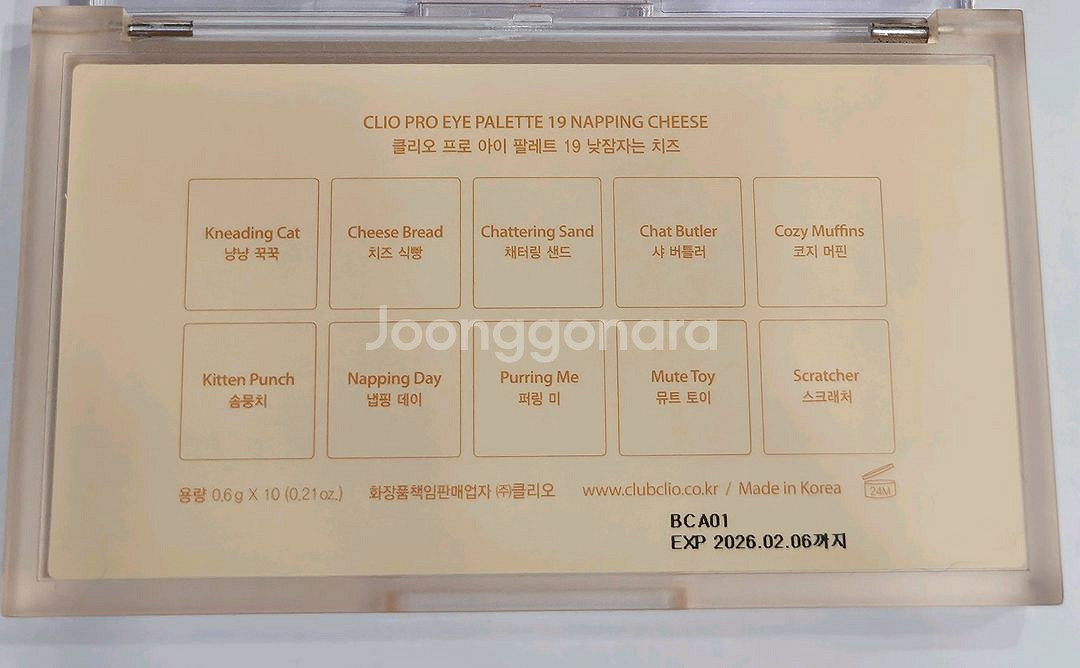 CLIO PRO EYE PALETTE 19 NAPPING CHEESE
클리오 프로 아이 팔레트 19 낮잠자는 치즈
Kneading Cat
냥냥 꾹꾹
Cheese Bread
치즈 식빵
Chattering Sand
채터링 샌드
Chat Butler
샤 버틀러
Cozy Muffins
코지 머핀
Joonggonara
Kitten Punch
솜뭉치
Napping Day
냅핑 데이
Purring Me
퍼링 미
Mute Toy
뮤트 토이
Scratcher
스크래처
용량 0.6g X 10 (0.21oz.) 화장품책임판매업자 ㈜클리오 www.clubclio.co.kr / Made in Korea 24M
BCA01
EXP 2026.02.06까지